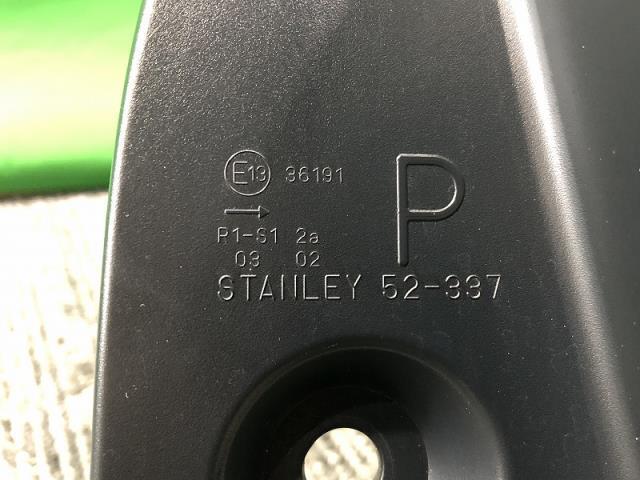 E13 36191
→
P
R1-S1 2a
03 02
STANLEY 52-337